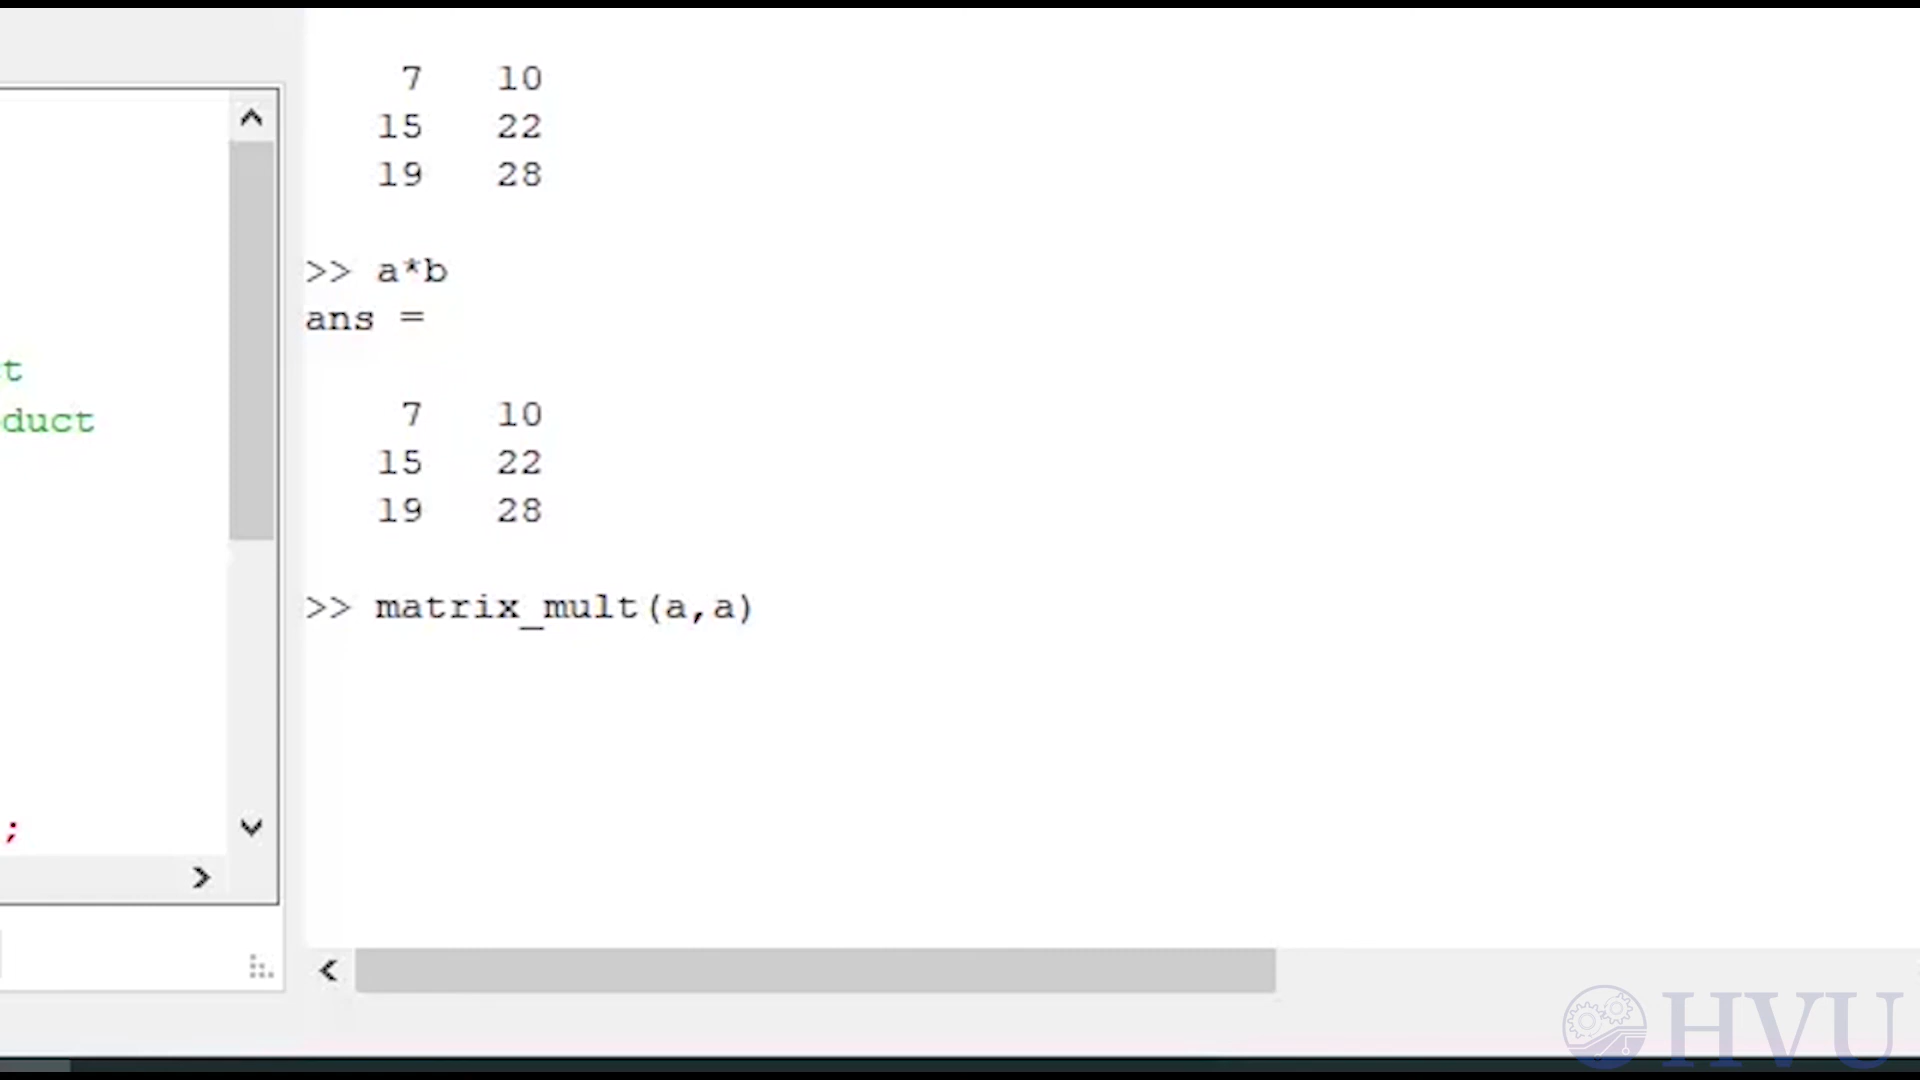 7 10
15 22
19 28
>> a*b
ans =
7 10
15 22
19 28
>> matrix_mult(a,a)
t
duct
;
HVU